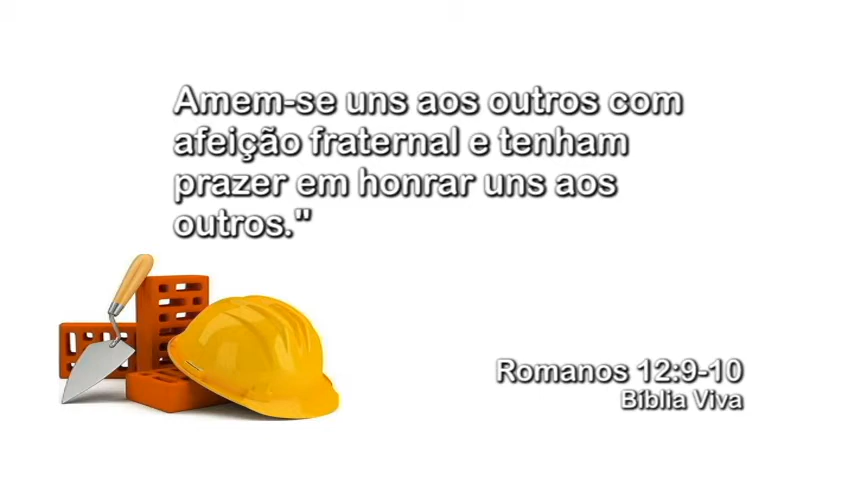 Amem-se uns aos outros com
afeição fraternal e tenham
prazer em honrar uns aos
outros."
Romanos 12:9-10
Bíblia Viva